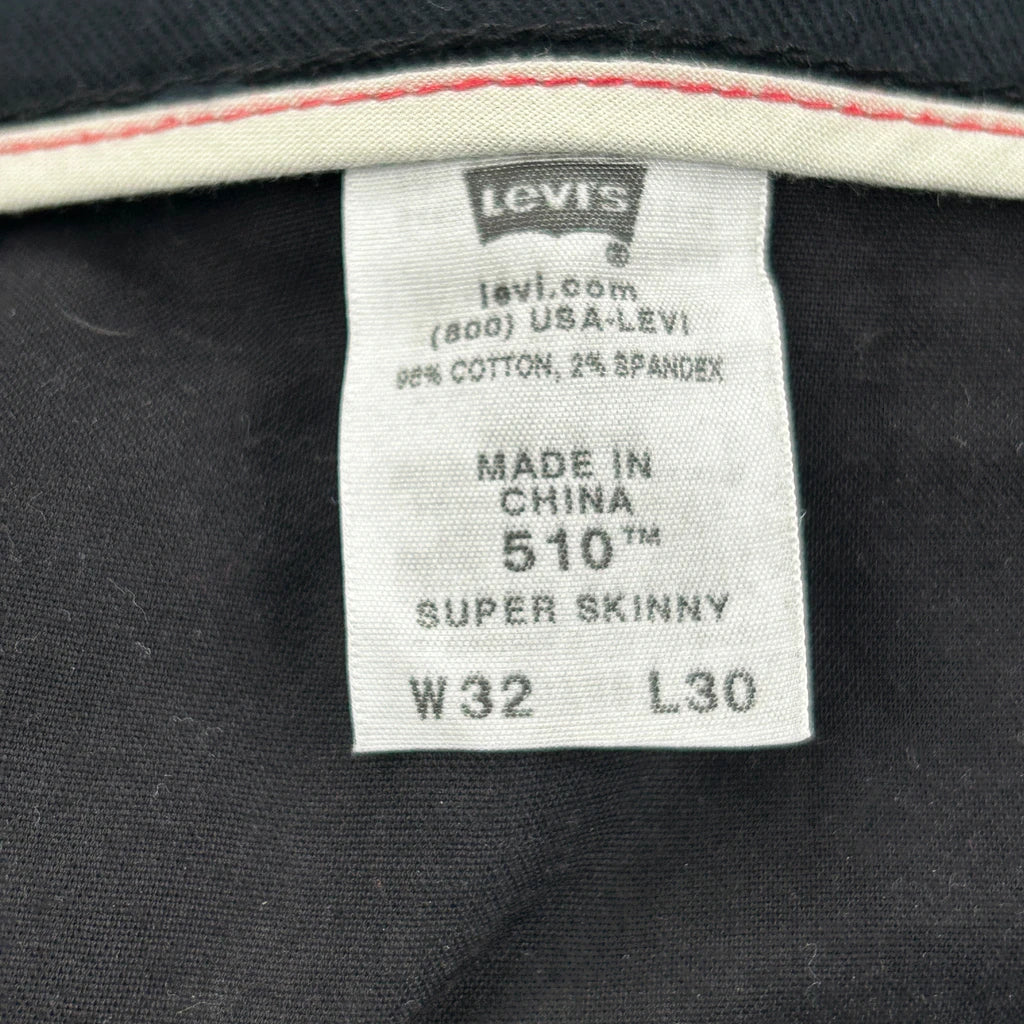 Levi's
®
levi.com
(800) USA-LEVI
98% COTTON, 2% SPANDEX
MADE IN
CHINA
510™
SUPER SKINNY
W32 L30